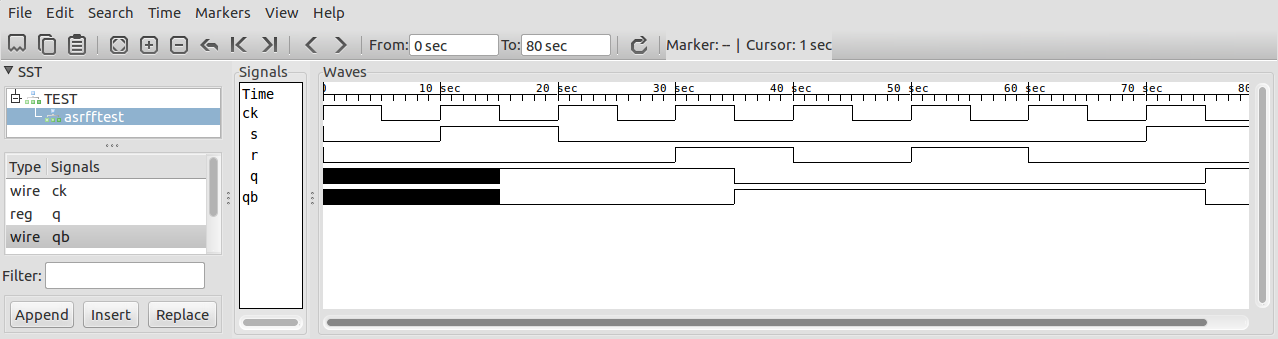 File Edit Search Time Markers View Help
From: 0 sec To: 80 sec Marker: -- | Cursor: 1 sec
SST
TEST
asrfftest
Type Signals
wire ck
reg q
wire qb
Filter:
Append Insert Replace
Signals
Time
ck
s
r
q
qb
Waves
10 sec 20 sec 30 sec 40 sec 50 sec 60 sec 70 sec 80